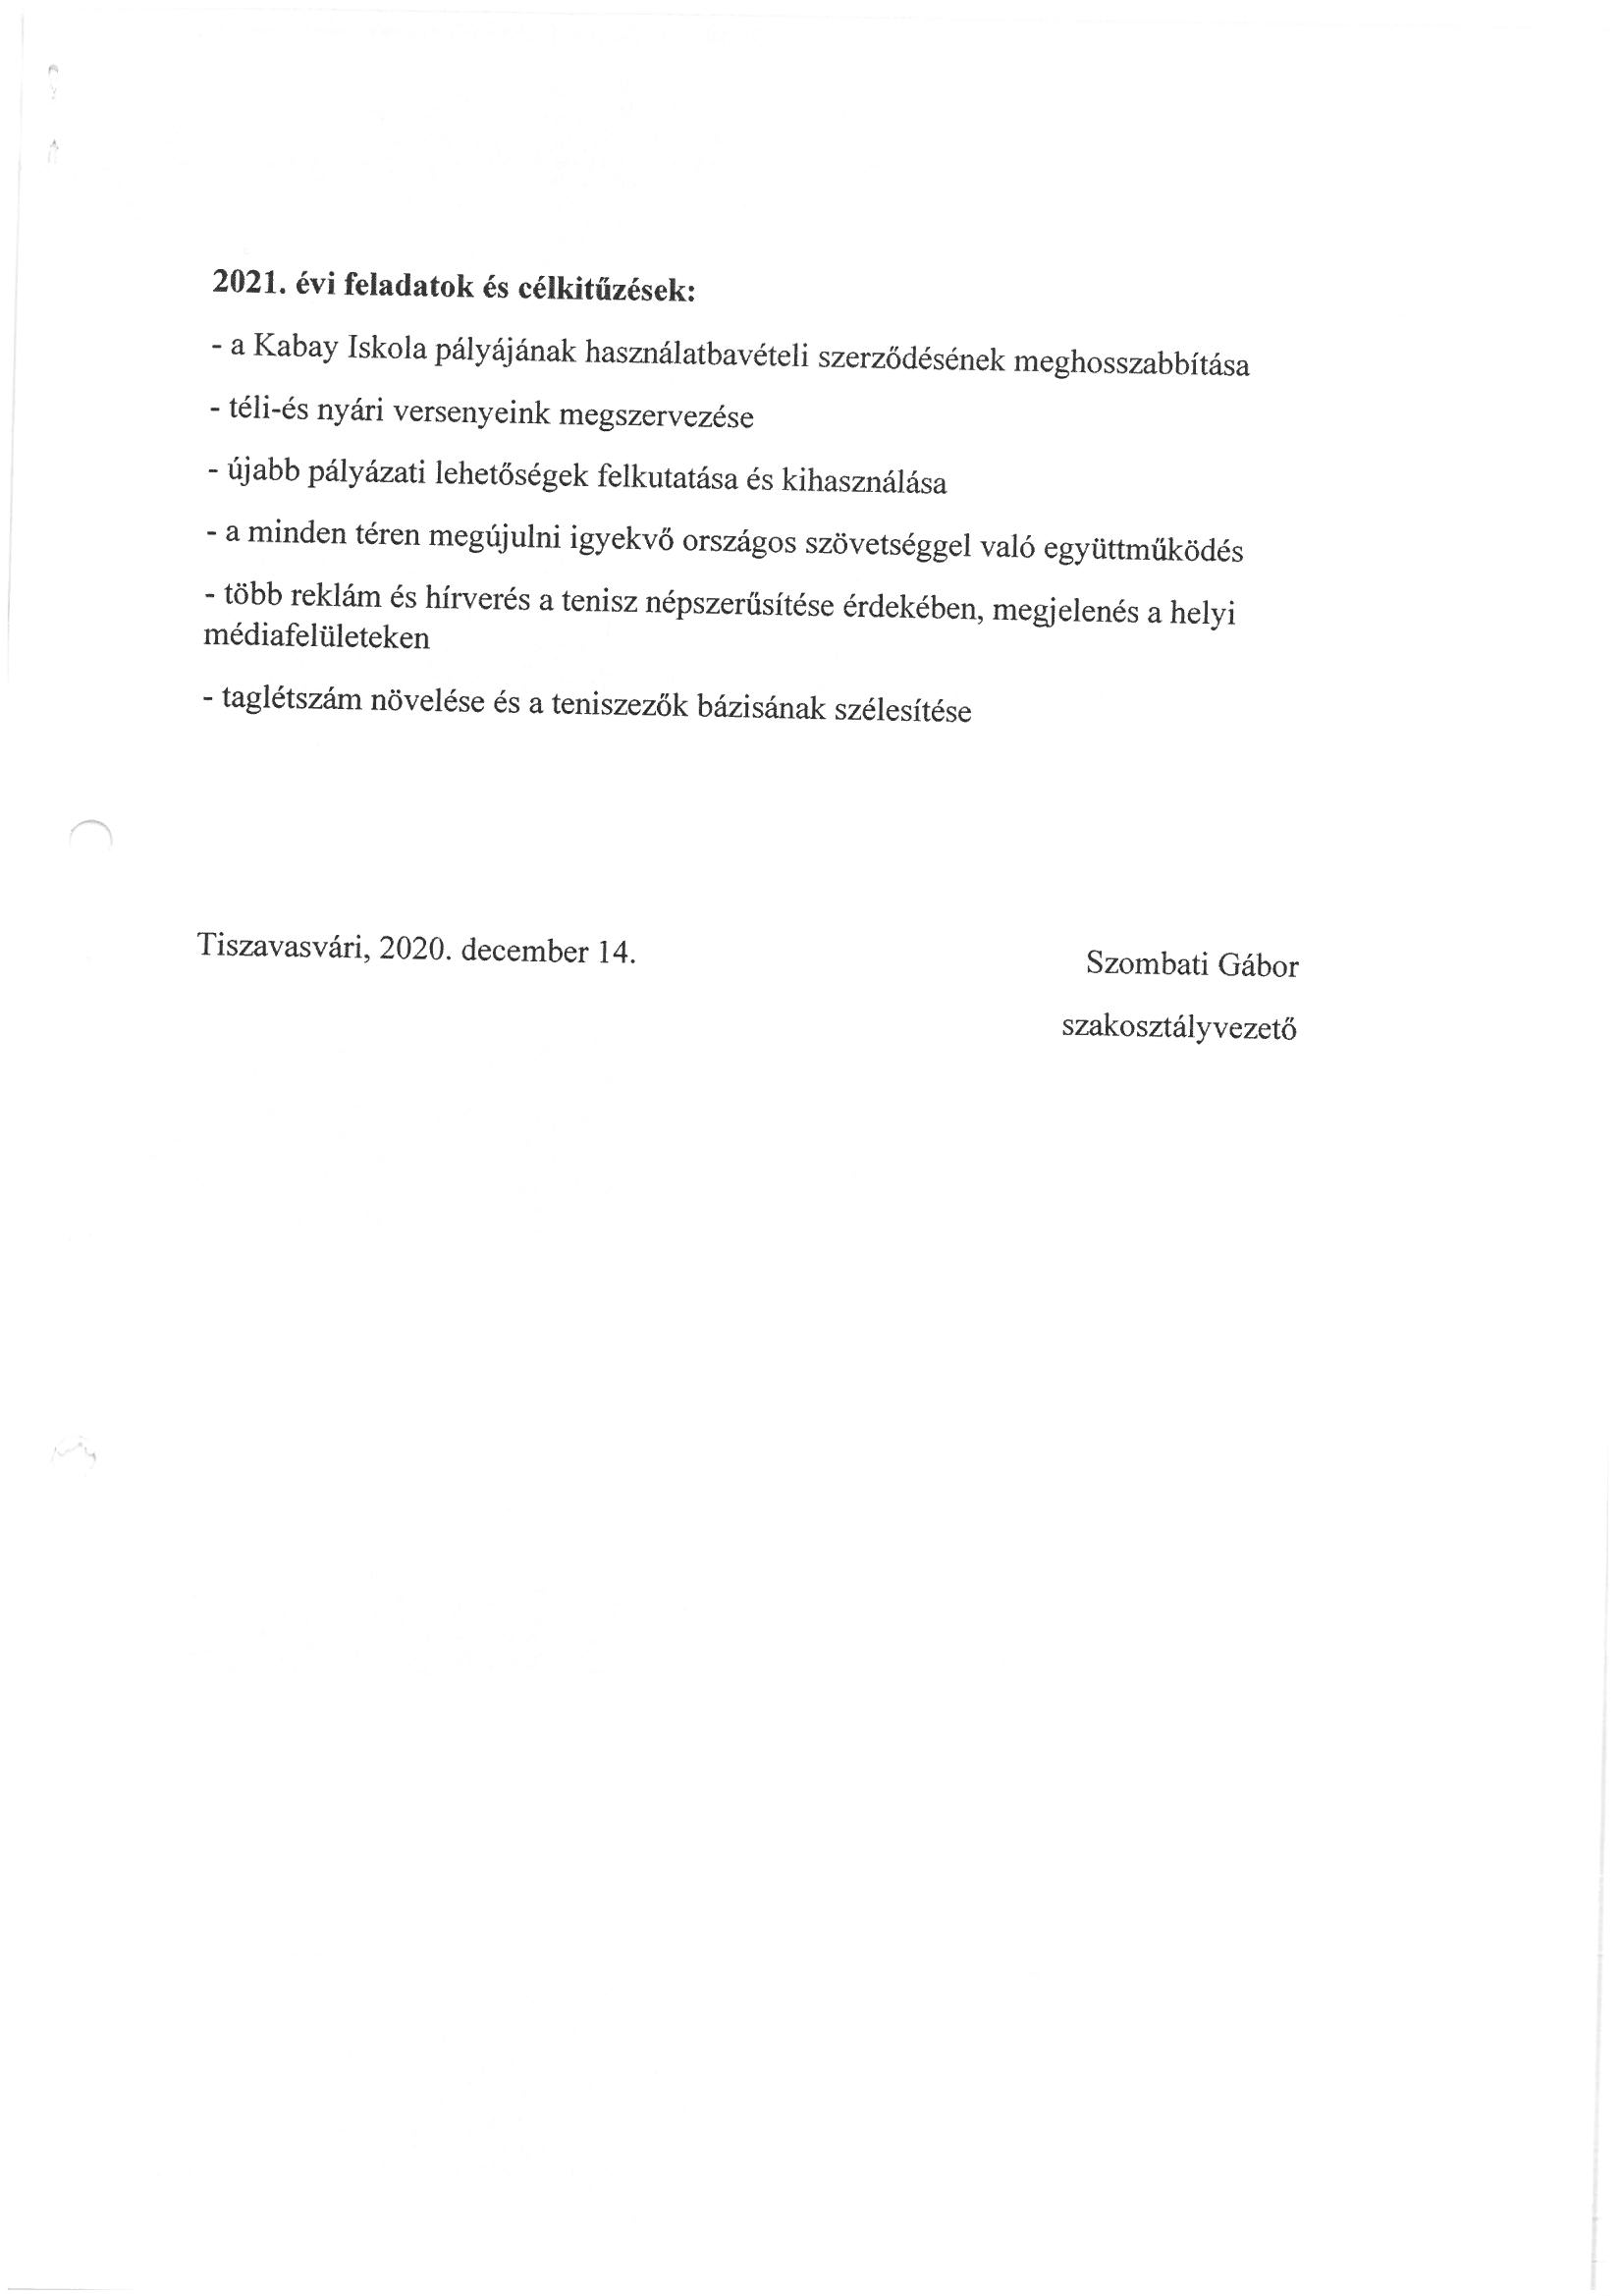 2021. évi feladatok és célkitűzések:
- a Kabay Iskola pályájának használatbavételi szerződésének meghosszabbítása
- téli-és nyári versenyeink megszervezése
- újabb pályázati lehetőségek felkutatása és kihasználása
- a minden téren megújulni igyekvő országos szövetséggel való együttműködés
- több reklám és hírverés a tenisz népszerűsítése érdekében, megjelenés a helyi
médiafelületeken
- taglétszám növelése és a teniszezők bázisának szélesítése
Tiszavasvári, 2020. december 14.
Szombati Gábor
szakosztályvezető